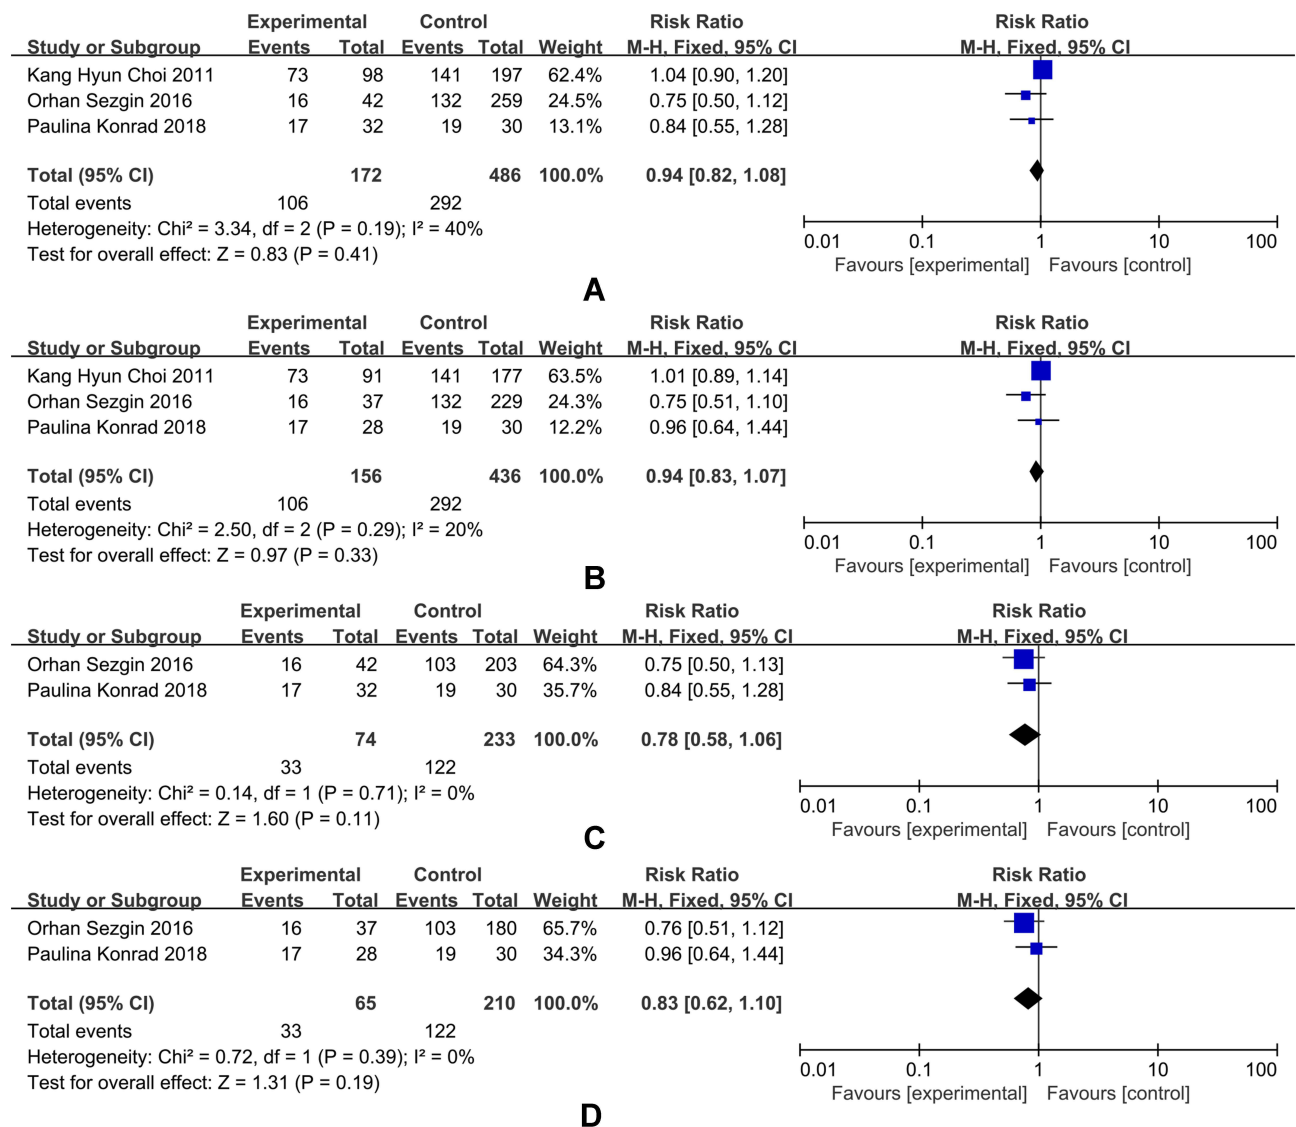 Experimental Control Risk Ratio Risk Ratio
Study or Subgroup Events Total Events Total Weight M-H, Fixed, 95% CI M-H, Fixed, 95% CI
Kang Hyun Choi 2011 73 98 141 197 62.4% 1.04 [0.90, 1.20]
Orhan Sezgin 2016 16 42 132 259 24.5% 0.75 [0.50, 1.12]
Paulina Konrad 2018 17 32 19 30 13.1% 0.84 [0.55, 1.28]
Total (95% CI) 172 486 100.0% 0.94 [0.82, 1.08]
Total events 106 292
Heterogeneity: Chi² = 3.34, df = 2 (P = 0.19); I² = 40%
Test for overall effect: Z = 0.83 (P = 0.41)
0.01 0.1 1 10 100
Favours [experimental] Favours [control]
A
Experimental Control Risk Ratio Risk Ratio
Study or Subgroup Events Total Events Total Weight M-H, Fixed, 95% CI M-H, Fixed, 95% CI
Kang Hyun Choi 2011 73 91 141 177 63.5% 1.01 [0.89, 1.14]
Orhan Sezgin 2016 16 37 132 229 24.3% 0.75 [0.51, 1.10]
Paulina Konrad 2018 17 28 19 30 12.2% 0.96 [0.64, 1.44]
Total (95% CI) 156 436 100.0% 0.94 [0.83, 1.07]
Total events 106 292
Heterogeneity: Chi² = 2.50, df = 2 (P = 0.29); I² = 20%
Test for overall effect: Z = 0.97 (P = 0.33)
0.01 0.1 1 10 100
Favours [experimental] Favours [control]
B
Experimental Control Risk Ratio Risk Ratio
Study or Subgroup Events Total Events Total Weight M-H, Fixed, 95% CI M-H, Fixed, 95% CI
Orhan Sezgin 2016 16 42 103 203 64.3% 0.75 [0.50, 1.13]
Paulina Konrad 2018 17 32 19 30 35.7% 0.84 [0.55, 1.28]
Total (95% CI) 74 233 100.0% 0.78 [0.58, 1.06]
Total events 33 122
Heterogeneity: Chi² = 0.14, df = 1 (P = 0.71); I² = 0%
Test for overall effect: Z = 1.60 (P = 0.11)
0.01 0.1 1 10 100
Favours [experimental] Favours [control]
C
Experimental Control Risk Ratio Risk Ratio
Study or Subgroup Events Total Events Total Weight M-H, Fixed, 95% CI M-H, Fixed, 95% CI
Orhan Sezgin 2016 16 37 103 180 65.7% 0.76 [0.51, 1.12]
Paulina Konrad 2018 17 28 19 30 34.3% 0.96 [0.64, 1.44]
Total (95% CI) 65 210 100.0% 0.83 [0.62, 1.10]
Total events 33 122
Heterogeneity: Chi² = 0.72, df = 1 (P = 0.39); I² = 0%
Test for overall effect: Z = 1.31 (P = 0.19)
0.01 0.1 1 10 100
Favours [experimental] Favours [control]
D